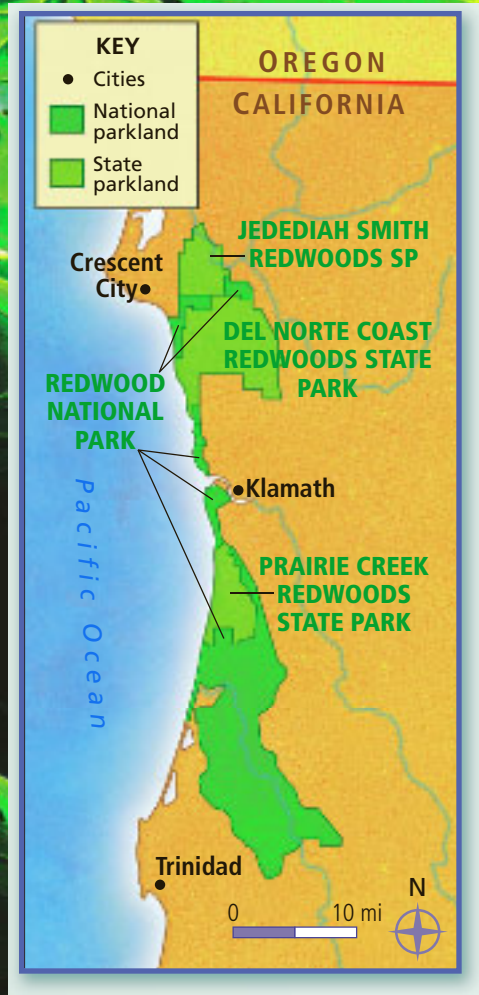 KEY
Cities
National
parkland
State
parkland
OREGON
CALIFORNIA
JEDEDIAH SMITH
REDWOODS SP
Crescent
City
DEL NORTE COAST
REDWOODS STATE
PARK
REDWOOD
NATIONAL
PARK
Klamath
Pacific Ocean
PRAIRIE CREEK
REDWOODS
STATE PARK
Trinidad
0 10 mi
N